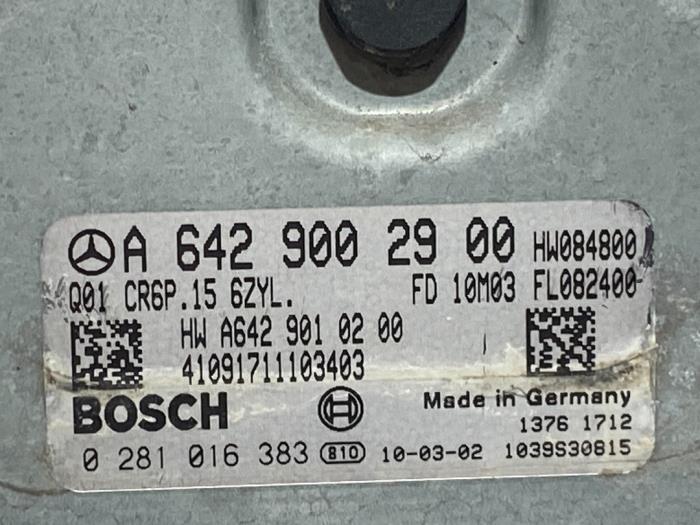 A 642 900 29 00 HW084800
Q01 CR6P.15 6ZYL. FD 10M03 FL082400
HW A642 901 02 00
41091711103403
BOSCH
Made in Germany
1376 1712
0 281 016 383 810 10-03-02 1039S30815